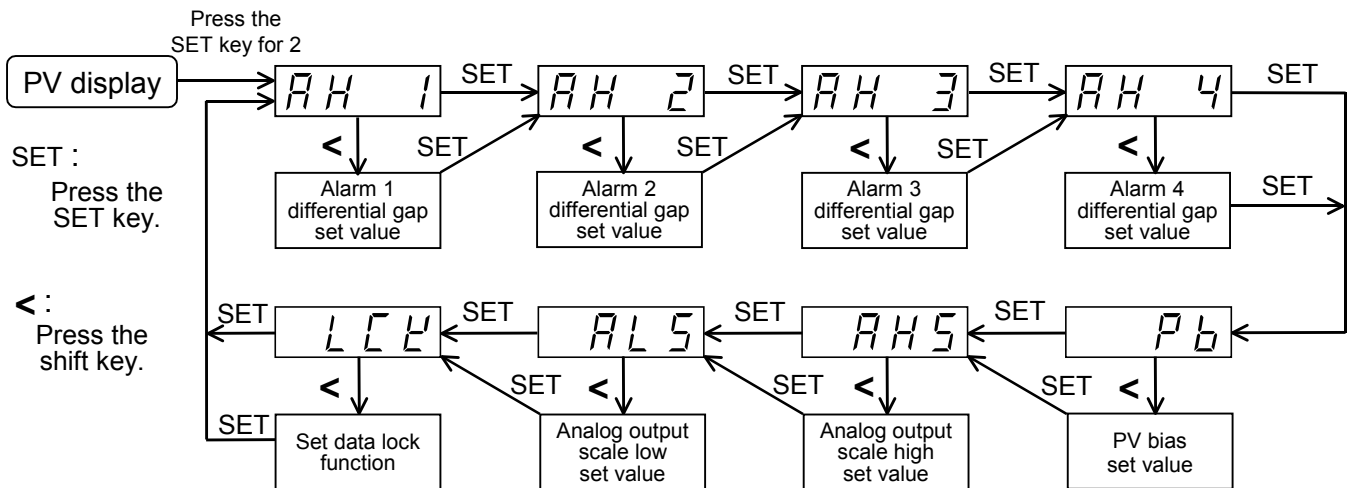 Press the
SET key for 2
PV display
AH 1
SET
AH 2
SET
AH 3
SET
AH 4
SET
SET :
Press the
SET key.
<
SET
<
SET
<
SET
<
SET
Alarm 1
differential gap
set value
Alarm 2
differential gap
set value
Alarm 3
differential gap
set value
Alarm 4
differential gap
set value
< :
Press the
shift key.
SET
LCK
SET
ALS
SET
AHS
SET
Pb
<
SET
<
SET
<
SET
<
SET
Set data lock
function
Analog output
scale low
set value
Analog output
scale high
set value
PV bias
set value